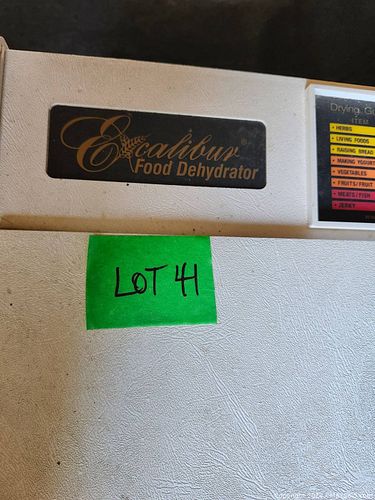 Excalibur®
Food Dehydrator
Drying
ITEM
• HERBS
• LIVING FOODS
• RAISING BREAD
• MAKING YOGURT
• VEGETABLES
• FRUITS/FRUIT
• MEATS/FISH
• JERKY
LOT 41